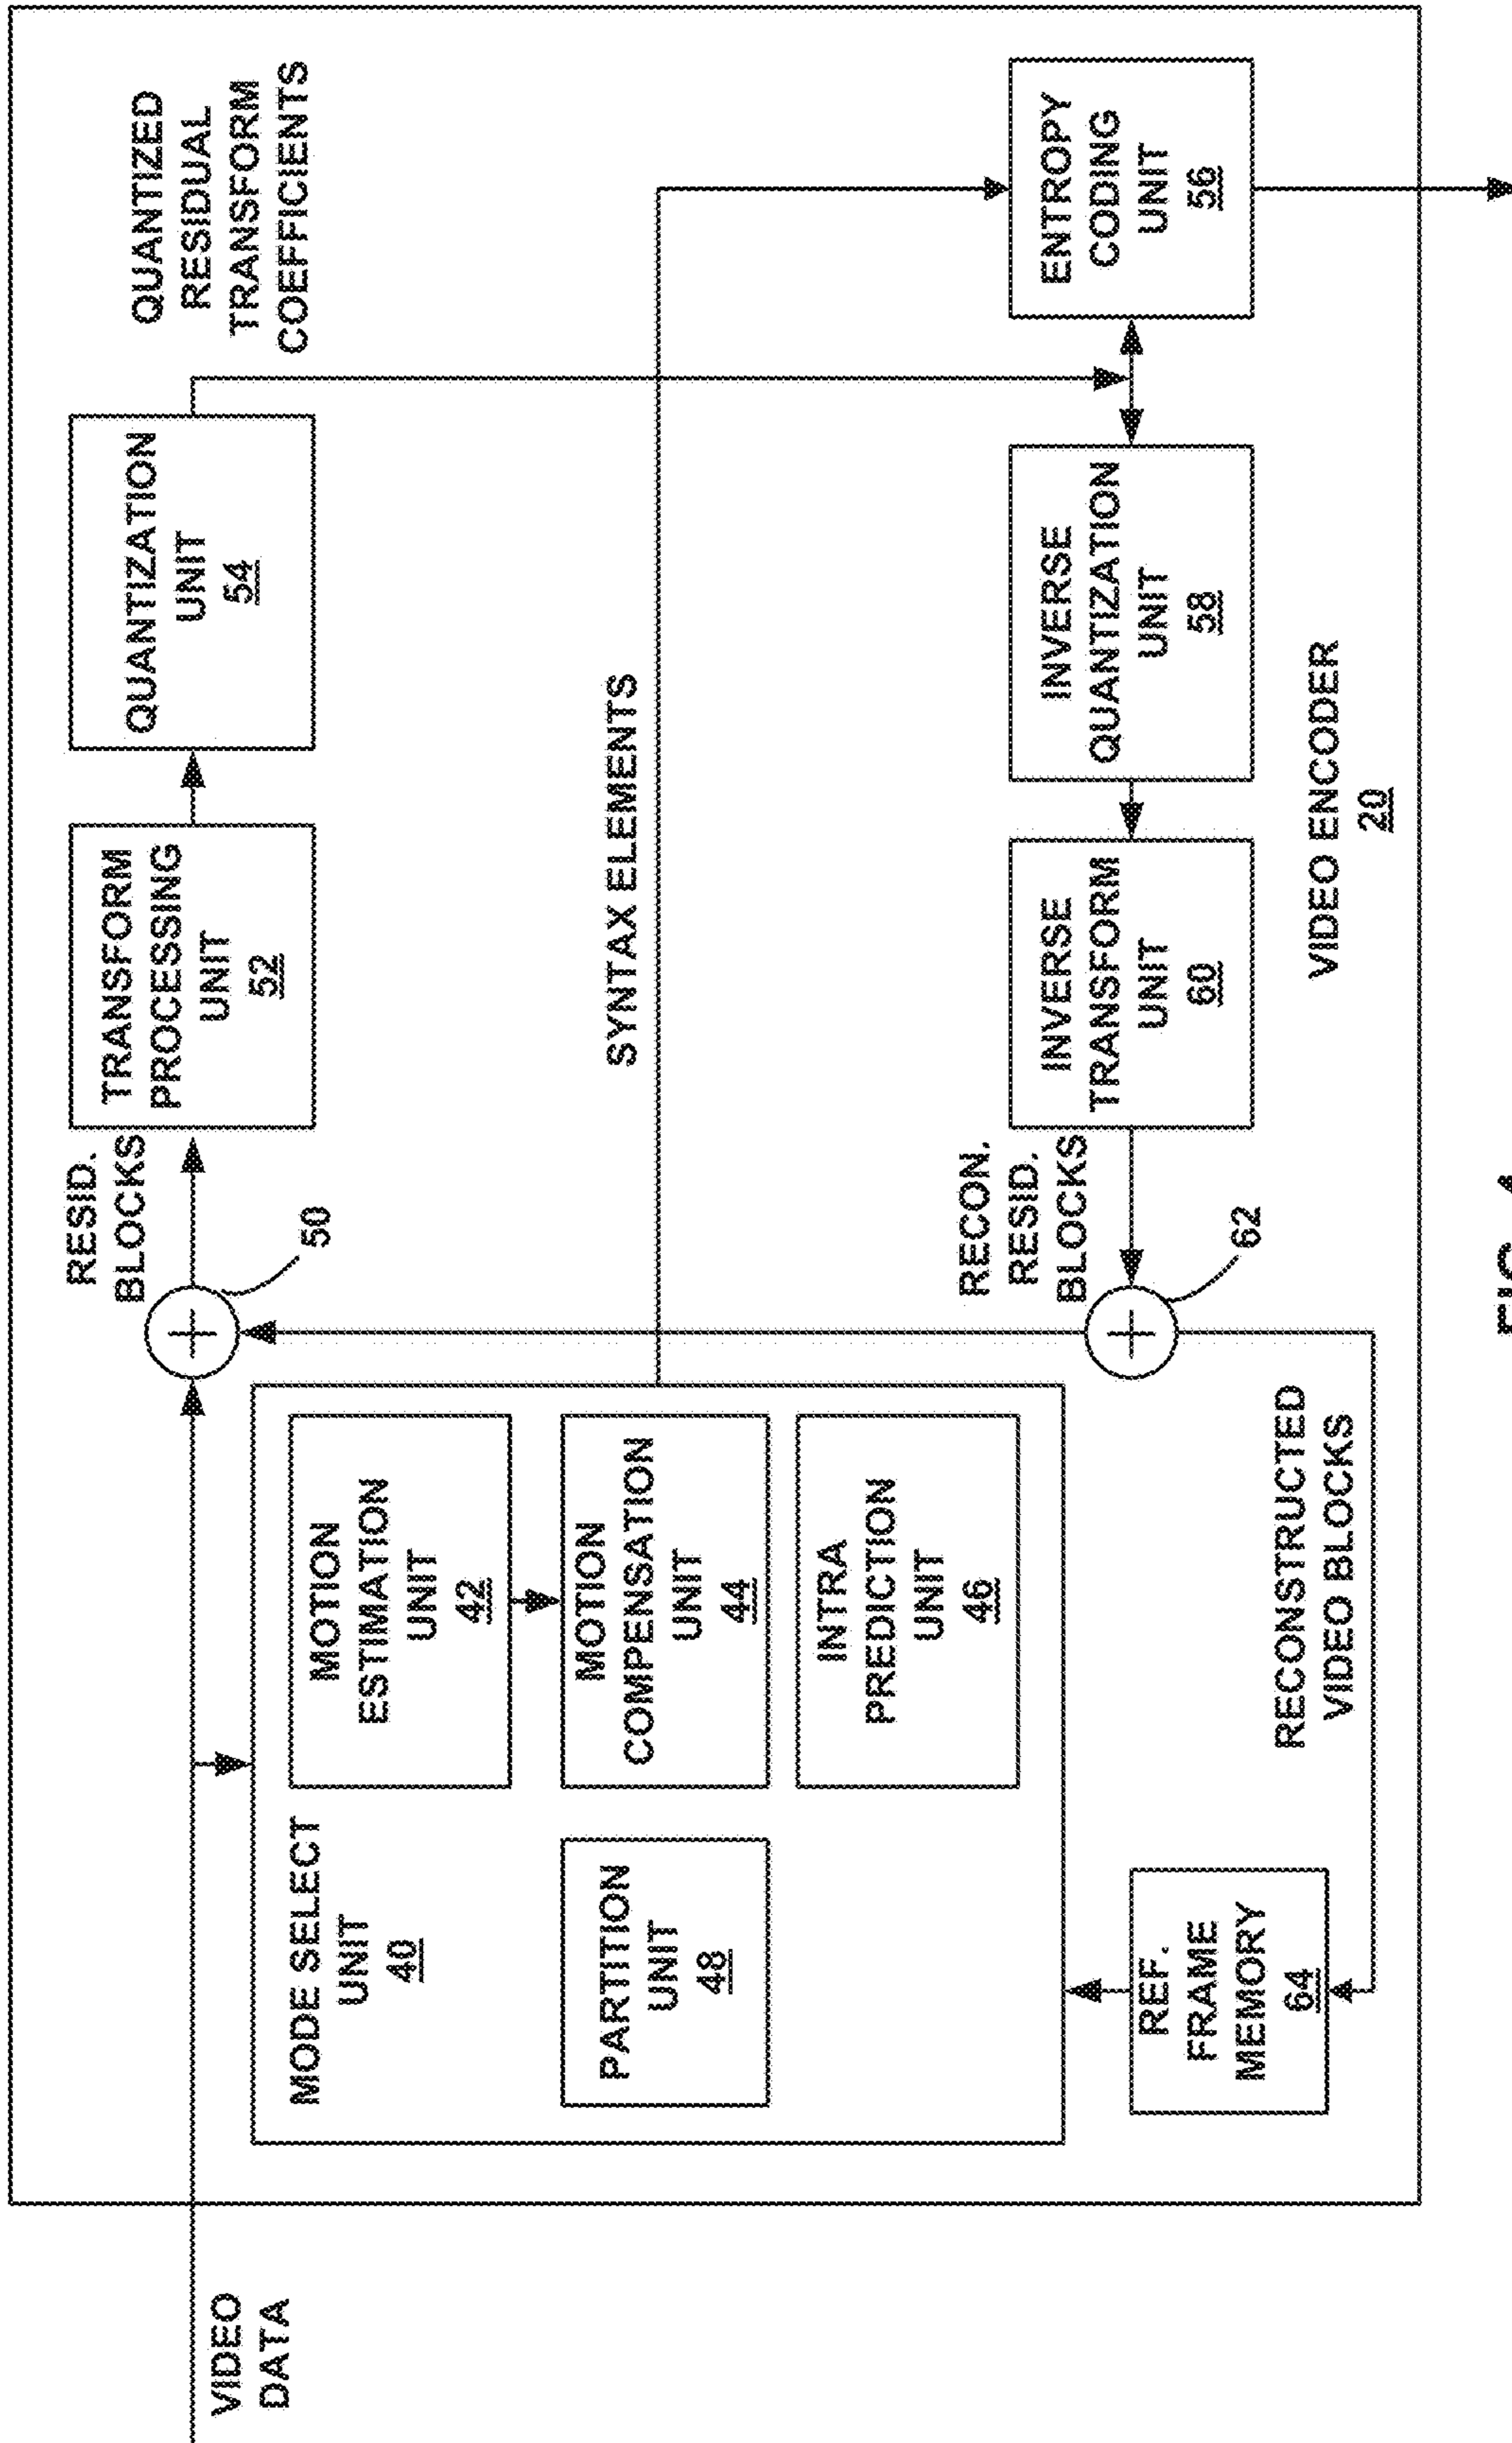 VIDEO
DATA
MODE SELECT
UNIT
40
PARTITION
UNIT
48
MOTION
ESTIMATION
UNIT
42
MOTION
COMPENSATION
UNIT
44
INTRA
PREDICTION
UNIT
46
REF.
FRAME
MEMORY
64
RECONSTRUCTED
VIDEO BLOCKS
50
RESID.
BLOCKS
TRANSFORM
PROCESSING
UNIT
52
QUANTIZATION
UNIT
54
QUANTIZED
RESIDUAL
TRANSFORM
COEFFICIENTS
SYNTAX ELEMENTS
62
RECON.
RESID.
BLOCKS
INVERSE
TRANSFORM
UNIT
60
INVERSE
QUANTIZATION
UNIT
58
ENTROPY
CODING
UNIT
56
VIDEO ENCODER
20